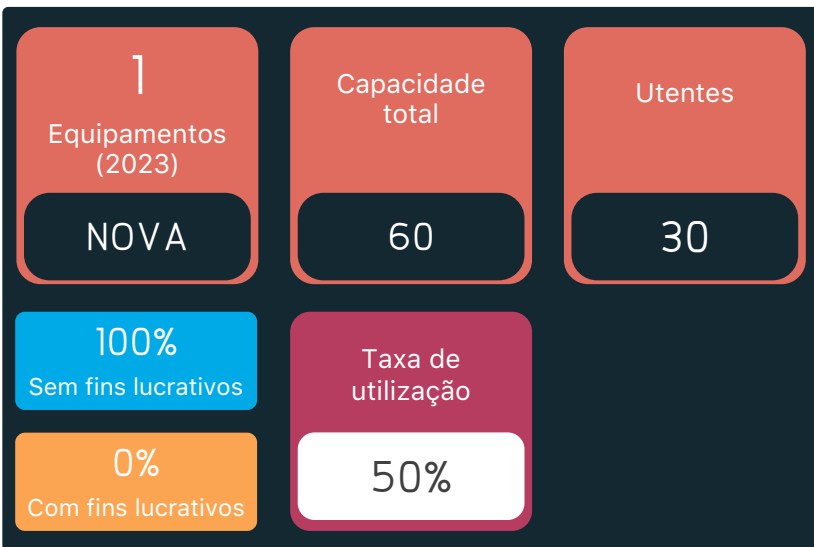 1
Equipamentos
(2023)
NOVA
Capacidade
total
60
Utentes
30
100%
Sem fins lucrativos
0%
Com fins lucrativos
Taxa de
utilização
50%